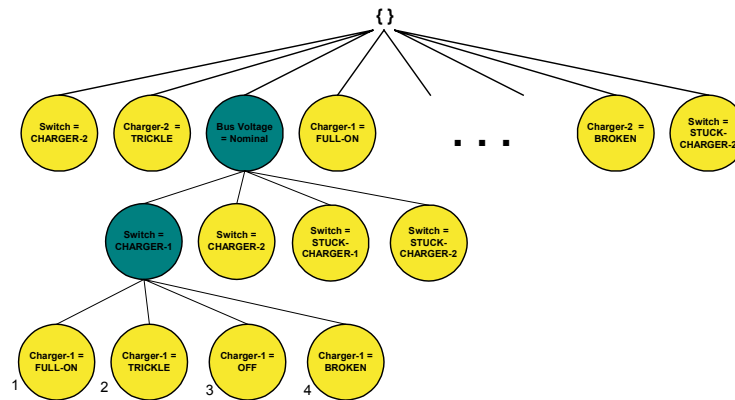 { }
Switch =
CHARGER-2
Charger-2 =
TRICKLE
Bus Voltage
= Nominal
Charger-1 =
FULL-ON
. . .
Charger-2 =
BROKEN
Switch =
STUCK-
CHARGER-2
Switch =
CHARGER-1
Switch =
CHARGER-2
Switch =
STUCK-
CHARGER-1
Switch =
STUCK-
CHARGER-2
Charger-1 =
FULL-ON
1
Charger-1 =
TRICKLE
2
Charger-1 =
OFF
3
Charger-1 =
BROKEN
4